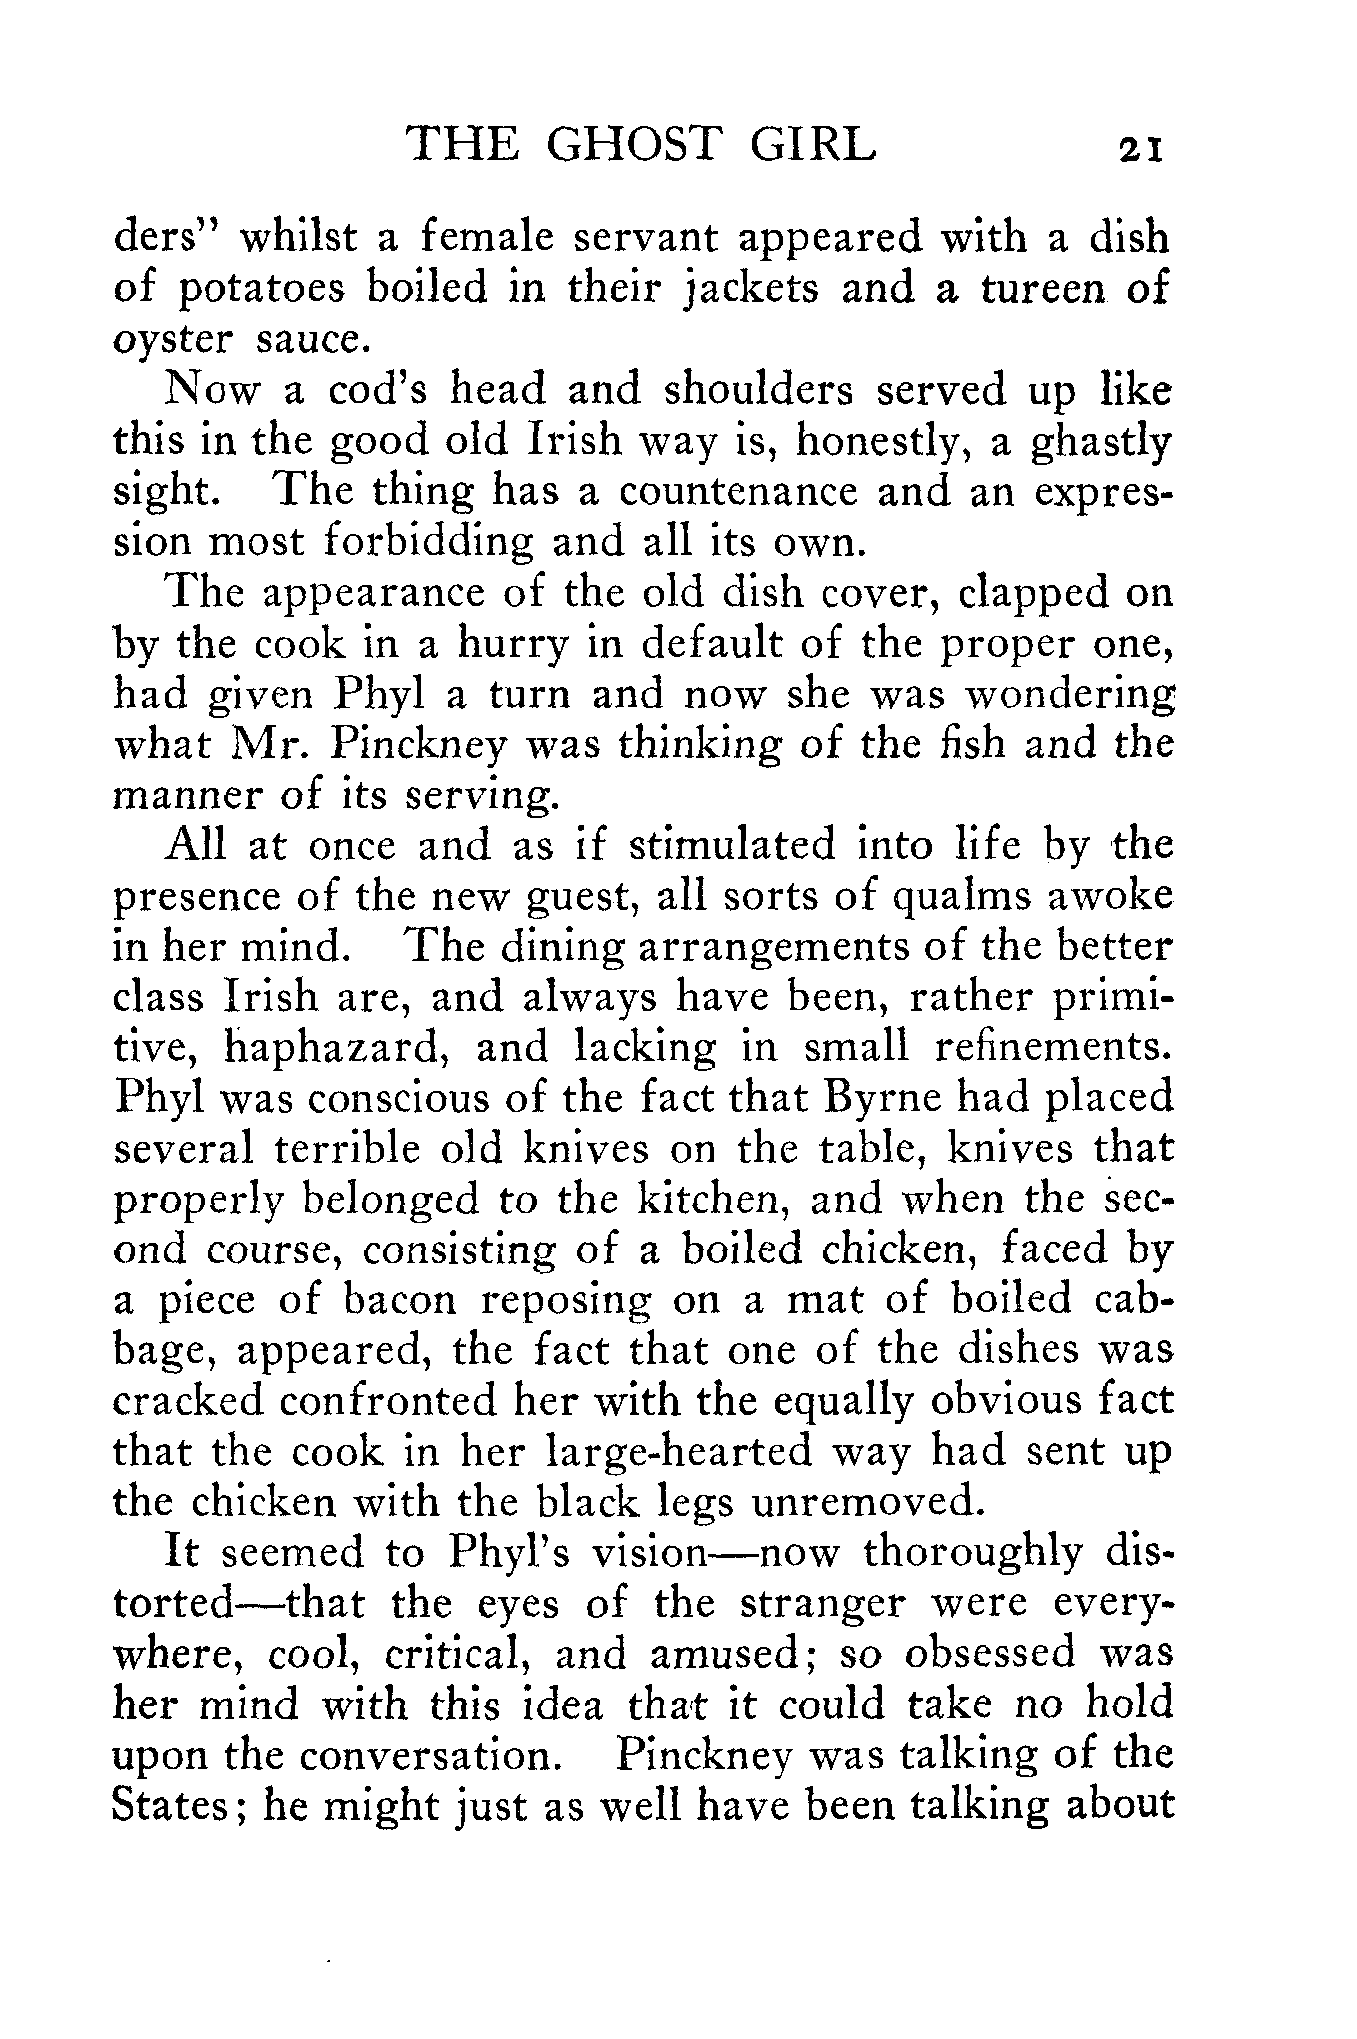 THE GHOST GIRL 21
ders" whilst a female servant appeared with a dish
of potatoes boiled in their jackets and a tureen of
oyster sauce.
Now a cod's head and shoulders served up like
this in the good old Irish way is, honestly, a ghastly
sight. The thing has a countenance and an expres-
sion most forbidding and all its own.
The appearance of the old dish cover, clapped on
by the cook in a hurry in default of the proper one,
had given Phyl a turn and now she was wondering
what Mr. Pinckney was thinking of the fish and the
manner of its serving.
All at once and as if stimulated into life by the
presence of the new guest, all sorts of qualms awoke
in her mind. The dining arrangements of the better
class Irish are, and always have been, rather primi-
tive, haphazard, and lacking in small refinements.
Phyl was conscious of the fact that Byrne had placed
several terrible old knives on the table, knives that
properly belonged to the kitchen, and when the sec-
ond course, consisting of a boiled chicken, faced by
a piece of bacon reposing on a mat of boiled cab-
bage, appeared, the fact that one of the dishes was
cracked confronted her with the equally obvious fact
that the cook in her large-hearted way had sent up
the chicken with the black legs unremoved.
It seemed to Phyl's vision—now thoroughly dis-
torted—that the eyes of the stranger were every-
where, cool, critical, and amused; so obsessed was
her mind with this idea that it could take no hold
upon the conversation. Pinckney was talking of the
States; he might just as well have been talking about